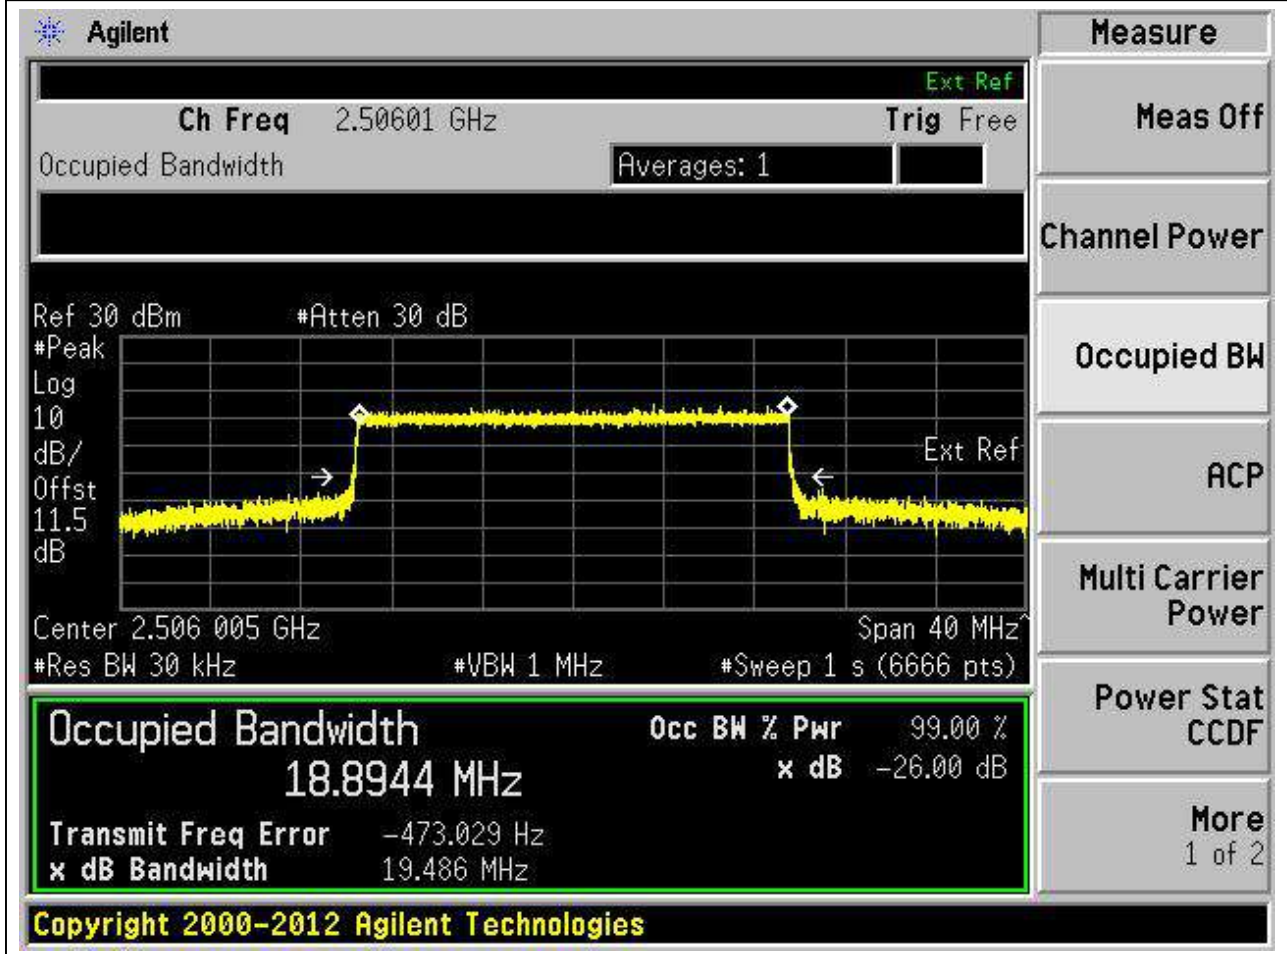 Agilent
Measure
Ext Ref
Ch Freq 2.50601 GHz Trig Free
Occupied Bandwidth Averages: 1
Meas Off
Channel Power
Occupied BW
ACP
Multi Carrier
Power
Power Stat
CCDF
More
1 of 2
Ref 30 dBm #Atten 30 dB
#Peak
Log
10
dB/
Offst
11.5
dB
Ext Ref
Center 2.506 005 GHz Span 40 MHz^
#Res BW 30 kHz #VBW 1 MHz #Sweep 1 s (6666 pts)
Occupied Bandwidth Occ BW % Pwr 99.00 %
18.8944 MHz x dB -26.00 dB
Transmit Freq Error -473.029 Hz
x dB Bandwidth 19.486 MHz
Copyright 2000-2012 Agilent Technologies